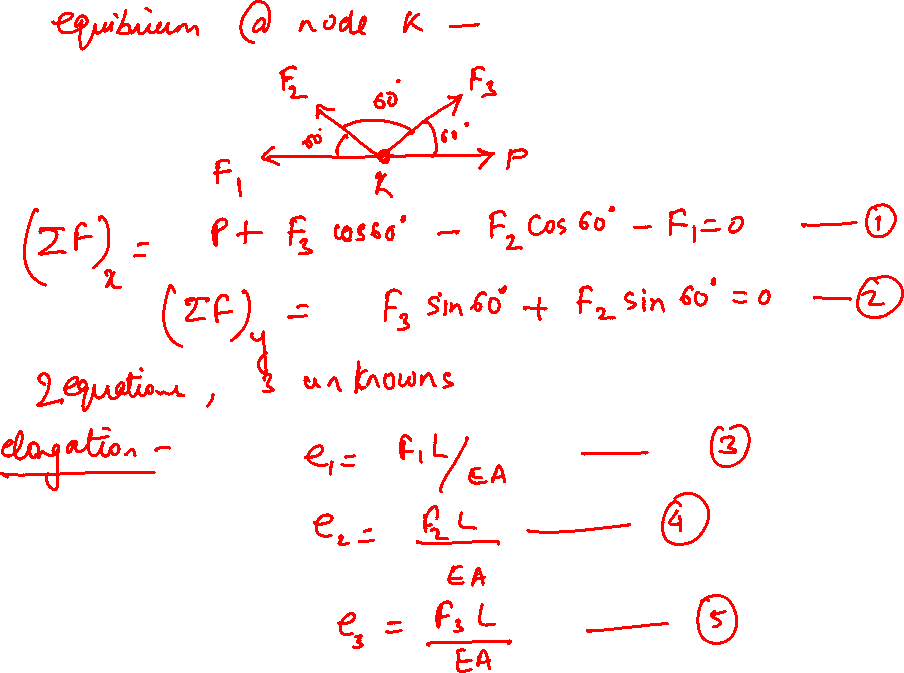 equibrium @ node K —
F₂ 60° F₃
60° 60°
F₁ K P
(ΣF)ₓ = P + F₃ cos60° - F₂ Cos 60° - F₁ = 0 — ①
(ΣF)y = F₃ sin 60° + F₂ sin 60° = 0 — ②
2 equations, 3 unknowns
elongation -
e₁ = F₁L/EA — ③
e₂ = F₂ L / EA — ④
e₃ = F₃ L / EA — ⑤